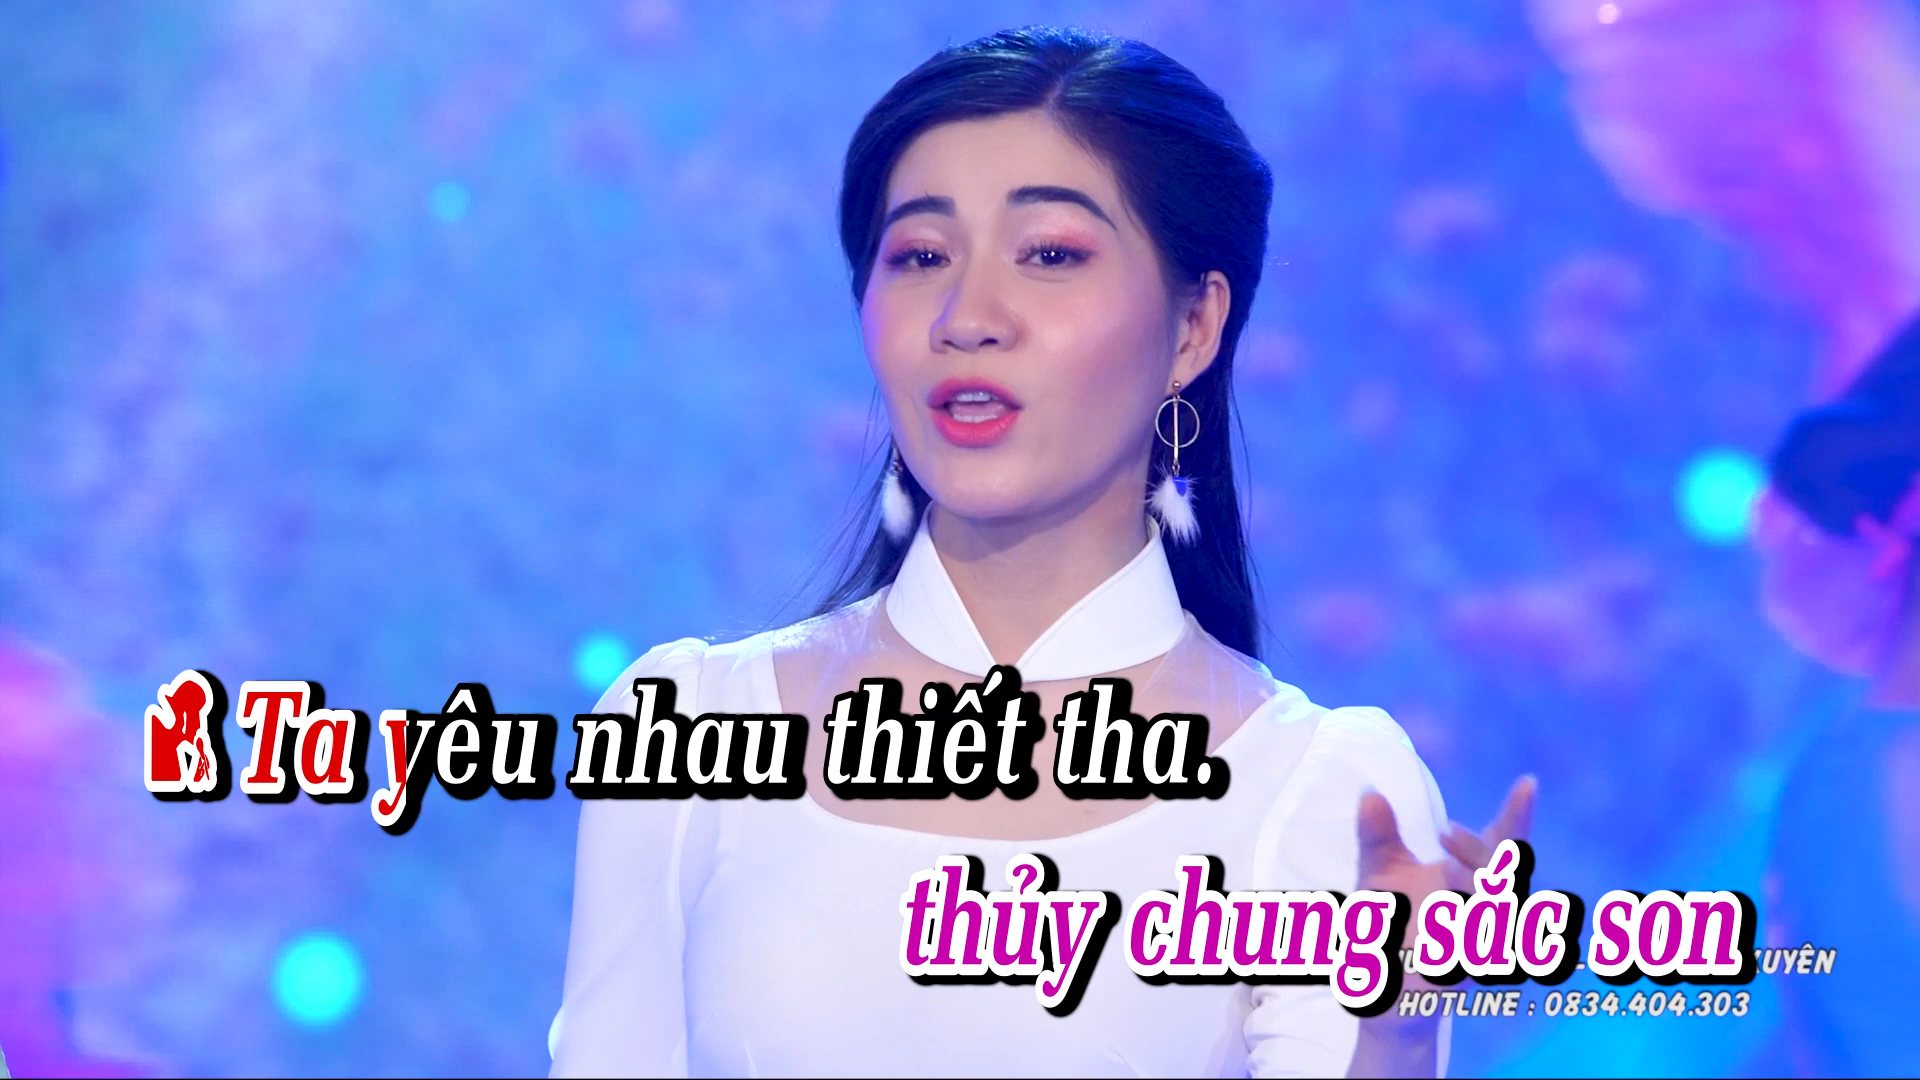 Ta yêu nhau thiết tha.
thủy chung sắc son
HOTLINE : 0834.404.303